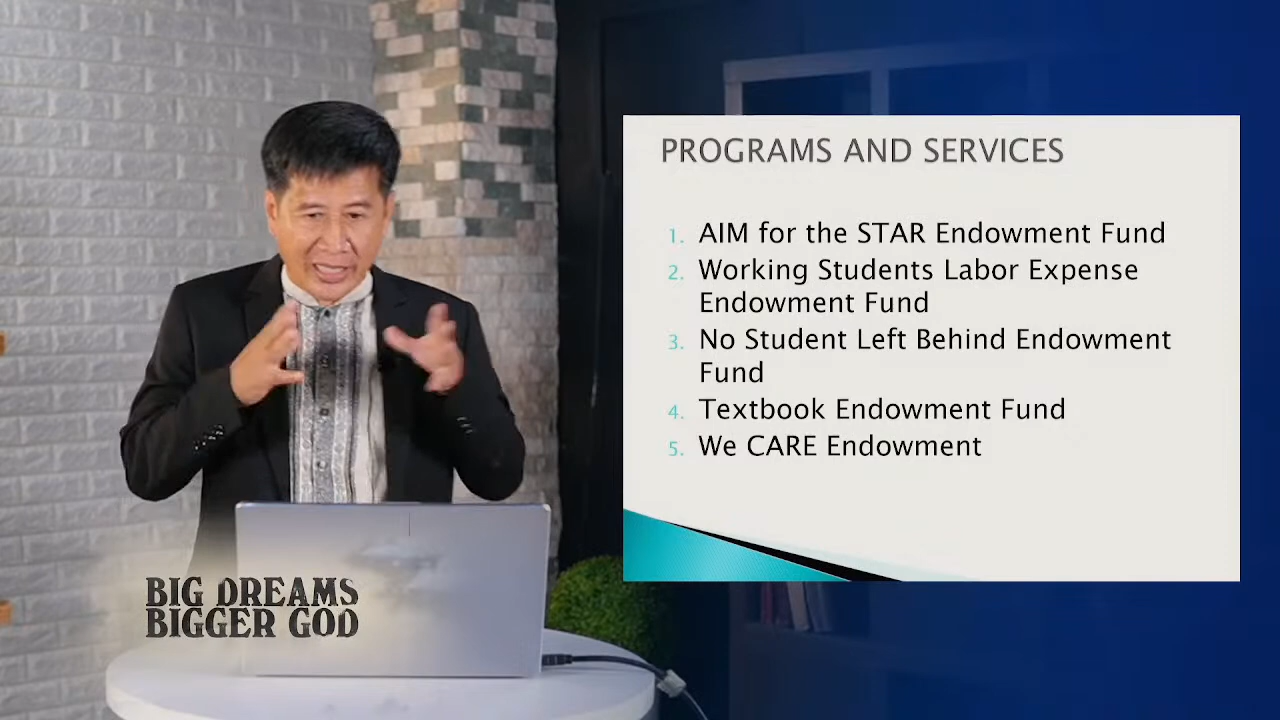 PROGRAMS AND SERVICES
1. AIM for the STAR Endowment Fund
2. Working Students Labor Expense
Endowment Fund
3. No Student Left Behind Endowment
Fund
4. Textbook Endowment Fund
5. We CARE Endowment
BIG DREAMS
BIGGER GOD